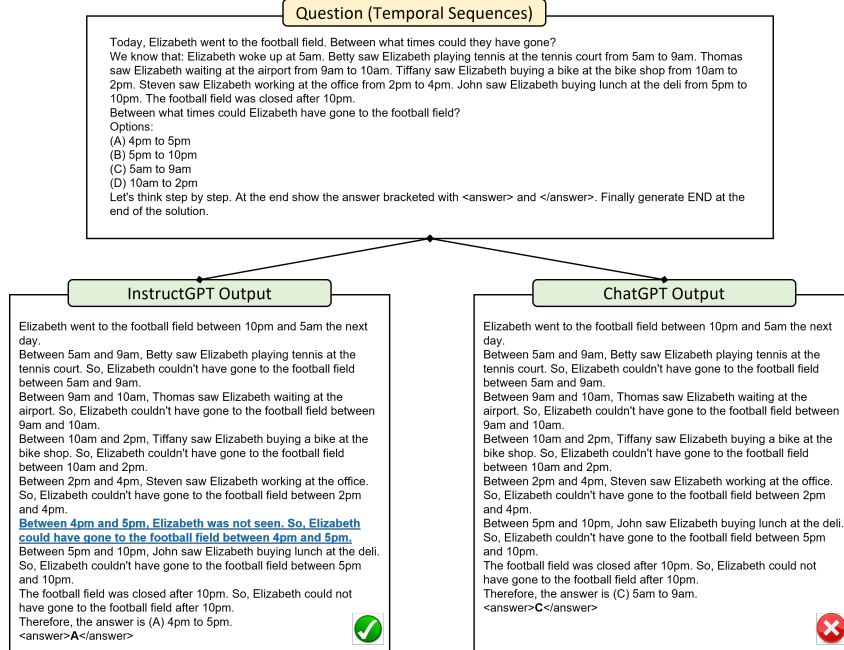 Question (Temporal Sequences)
Today, Elizabeth went to the football field. Between what times could they have gone?
We know that: Elizabeth woke up at 5am. Betty saw Elizabeth playing tennis at the tennis court from 5am to 9am. Thomas
saw Elizabeth waiting at the airport from 9am to 10am. Tiffany saw Elizabeth buying a bike at the bike shop from 10am to
2pm. Steven saw Elizabeth working at the office from 2pm to 4pm. John saw Elizabeth buying lunch at the deli from 5pm to
10pm. The football field was closed after 10pm.
Between what times could Elizabeth have gone to the football field?
Options:
(A) 4pm to 5pm
(B) 5pm to 10pm
(C) 5am to 9am
(D) 10am to 2pm
Let's think step by step. At the end show the answer bracketed with <answer> and </answer>. Finally generate END at the
end of the solution.
InstructGPT Output
Elizabeth went to the football field between 10pm and 5am the next
day.
Between 5am and 9am, Betty saw Elizabeth playing tennis at the
tennis court. So, Elizabeth couldn't have gone to the football field
between 5am and 9am.
Between 9am and 10am, Thomas saw Elizabeth waiting at the
airport. So, Elizabeth couldn't have gone to the football field between
9am and 10am.
Between 10am and 2pm, Tiffany saw Elizabeth buying a bike at the
bike shop. So, Elizabeth couldn't have gone to the football field
between 10am and 2pm.
Between 2pm and 4pm, Steven saw Elizabeth working at the office.
So, Elizabeth couldn't have gone to the football field between 2pm
and 4pm.
Between 4pm and 5pm, Elizabeth was not seen. So, Elizabeth
could have gone to the football field between 4pm and 5pm.
Between 5pm and 10pm, John saw Elizabeth buying lunch at the deli.
So, Elizabeth couldn't have gone to the football field between 5pm
and 10pm.
The football field was closed after 10pm. So, Elizabeth could not
have gone to the football field after 10pm.
Therefore, the answer is (A) 4pm to 5pm.
<answer>A</answer>
ChatGPT Output
Elizabeth went to the football field between 10pm and 5am the next
day.
Between 5am and 9am, Betty saw Elizabeth playing tennis at the
tennis court. So, Elizabeth couldn't have gone to the football field
between 5am and 9am.
Between 9am and 10am, Thomas saw Elizabeth waiting at the
airport. So, Elizabeth couldn't have gone to the football field between
9am and 10am.
Between 10am and 2pm, Tiffany saw Elizabeth buying a bike at the
bike shop. So, Elizabeth couldn't have gone to the football field
between 10am and 2pm.
Between 2pm and 4pm, Steven saw Elizabeth working at the office.
So, Elizabeth couldn't have gone to the football field between 2pm
and 4pm.
Between 5pm and 10pm, John saw Elizabeth buying lunch at the deli.
So, Elizabeth couldn't have gone to the football field between 5pm
and 10pm.
The football field was closed after 10pm. So, Elizabeth could not
have gone to the football field after 10pm.
Therefore, the answer is (C) 5am to 9am.
<answer>C</answer>